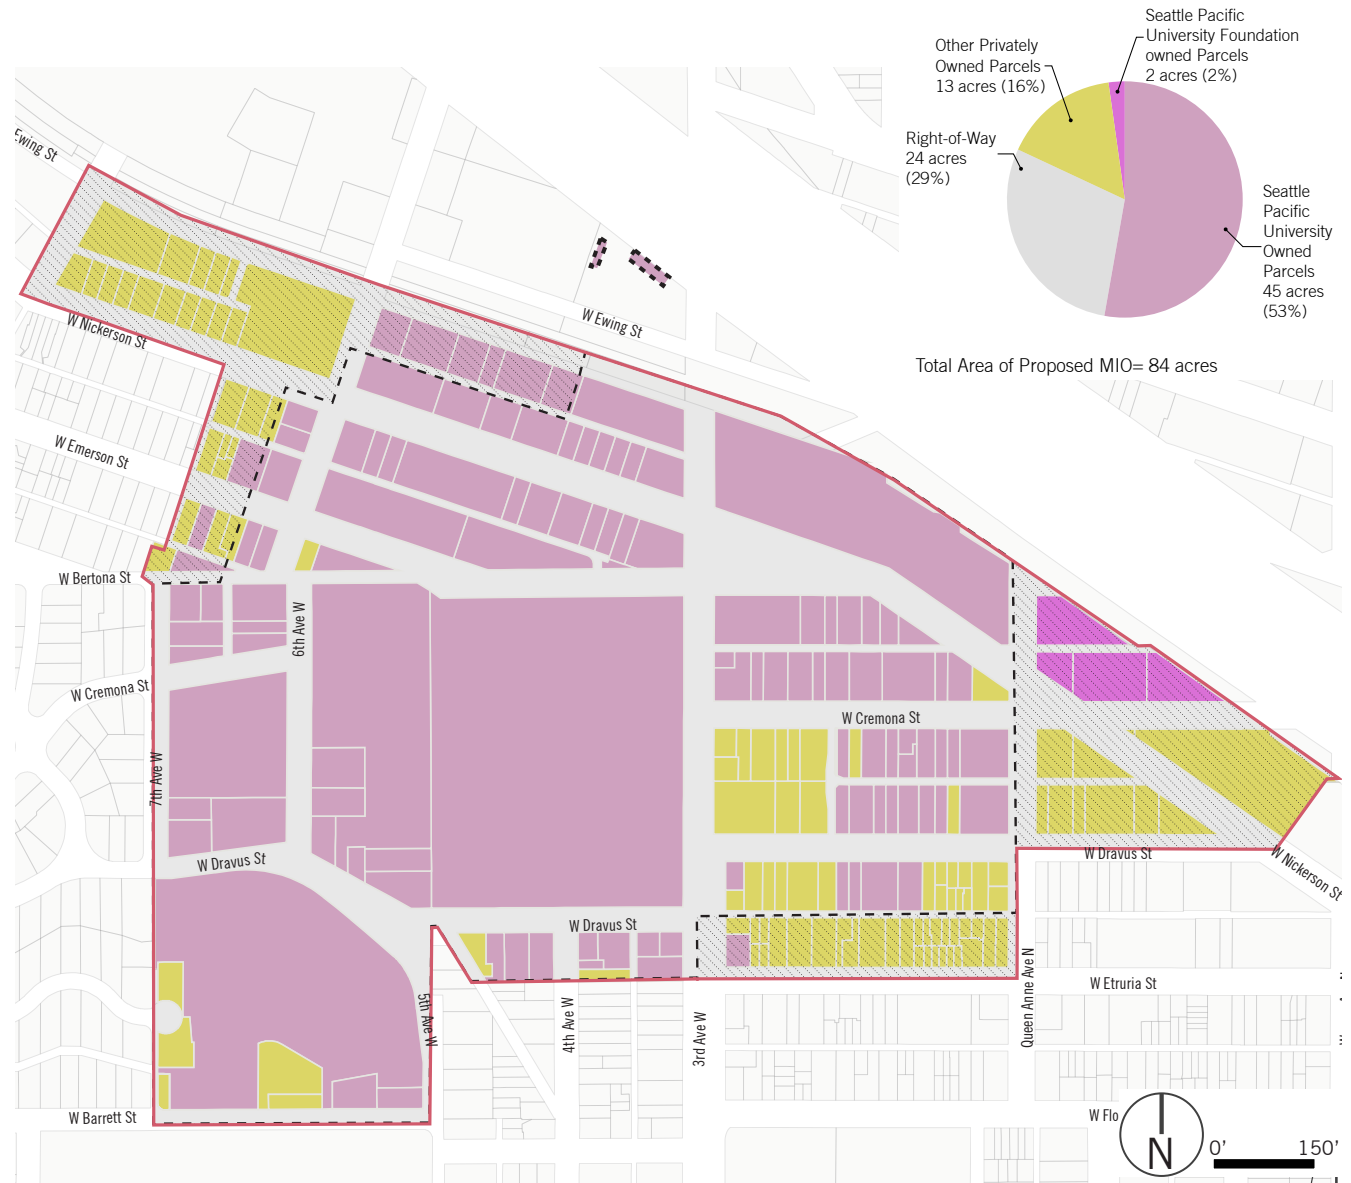 Seattle Pacific
University Foundation
owned Parcels
2 acres (2%)
Other Privately
Owned Parcels
13 acres (16%)
Right-of-Way
24 acres
(29%)
Seattle
Pacific
University
Owned
Parcels
45 acres
(53%)
Total Area of Proposed MIO= 84 acres
Ewing St
W Ewing St
W Nickerson St
W Emerson St
W Bertona St
6th Ave W
W Cremona St
W Cremona St
7th Ave W
W Dravus St
W Dravus St
W Dravus St
W Nickerson St
5th Ave W
4th Ave W
3rd Ave W
Queen Anne Ave N
W Etruria St
W Barrett St
W Flo
N
0' 150'